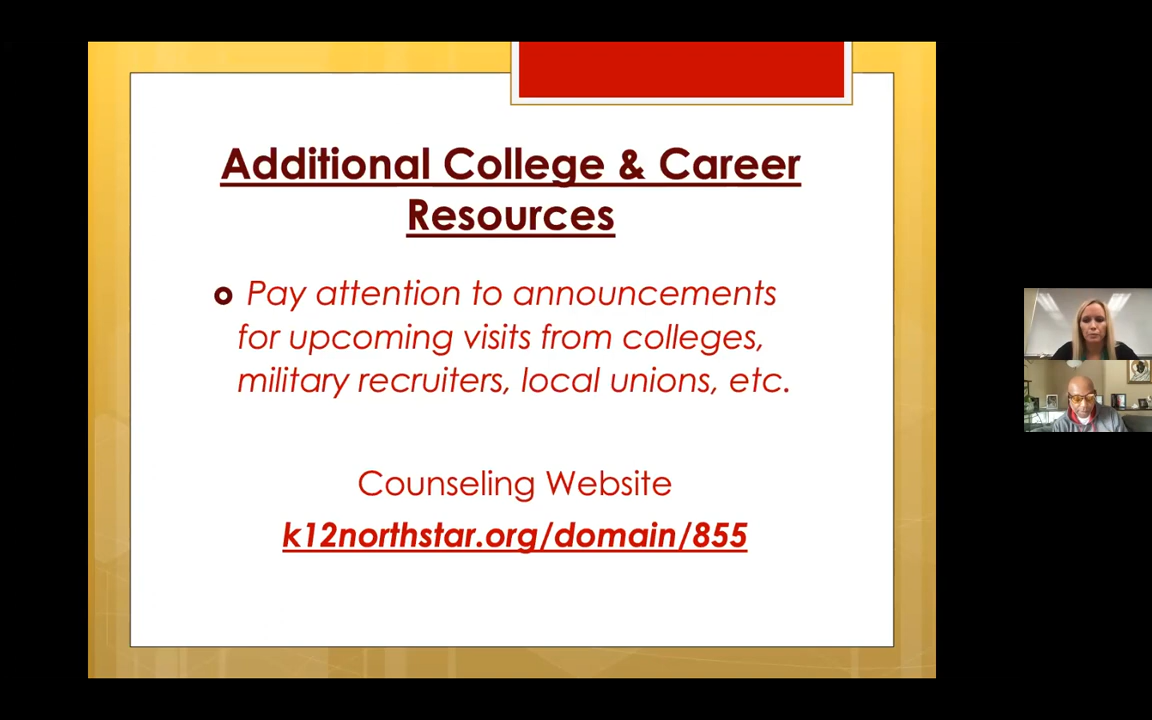 Additional College & Career
Resources
Pay attention to announcements
for upcoming visits from colleges,
military recruiters, local unions, etc.
Counseling Website
k12northstar.org/domain/855